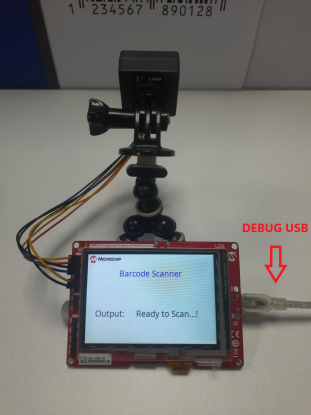 1 234567 890128
DEBUG USB
MICROCHIP
Barcode Scanner
Output: Ready to Scan...!